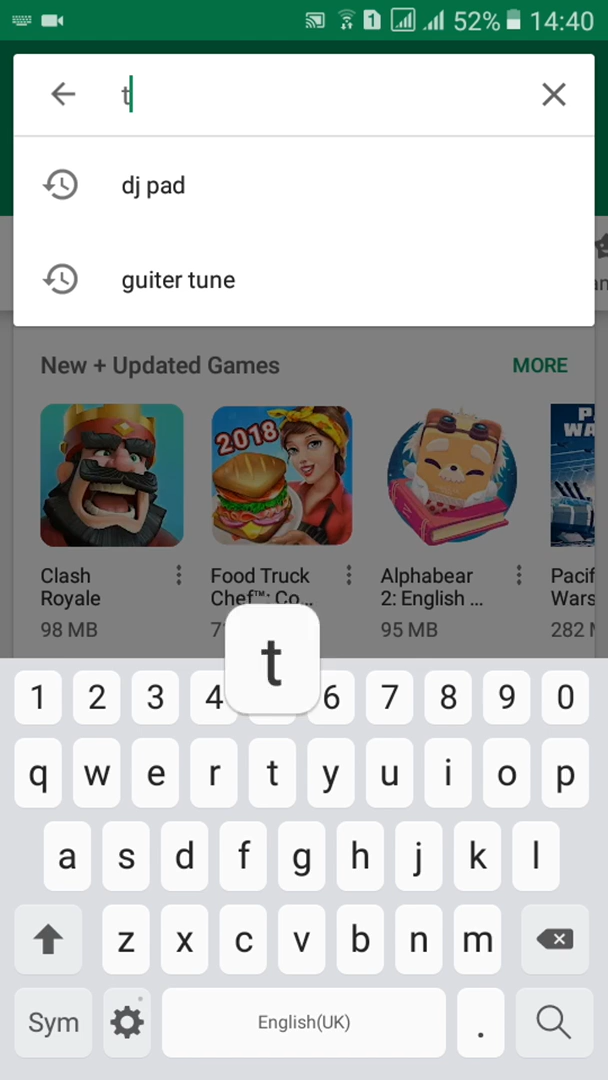 1 52% 14:40
t
dj pad
guiter tune
New + Updated Games MORE
2018
Clash Royale
98 MB
Food Truck Chef™: Co...
Alphabear 2: English ...
95 MB
Pacif
Wars
282
t
1 2 3 4 6 7 8 9 0
q w e r t y u i o p
a s d f g h j k l
z x c v b n m
Sym English(UK) .